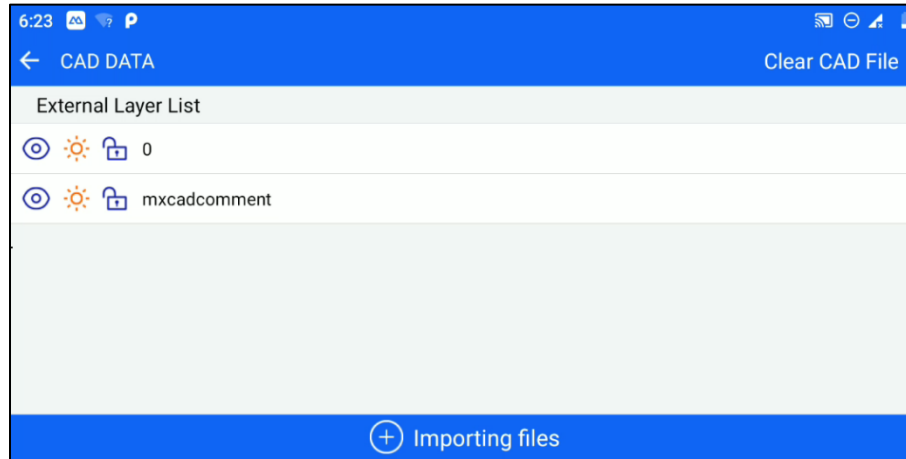 6:23
CAD DATA
Clear CAD File
External Layer List
0
mxcadcomment
Importing files